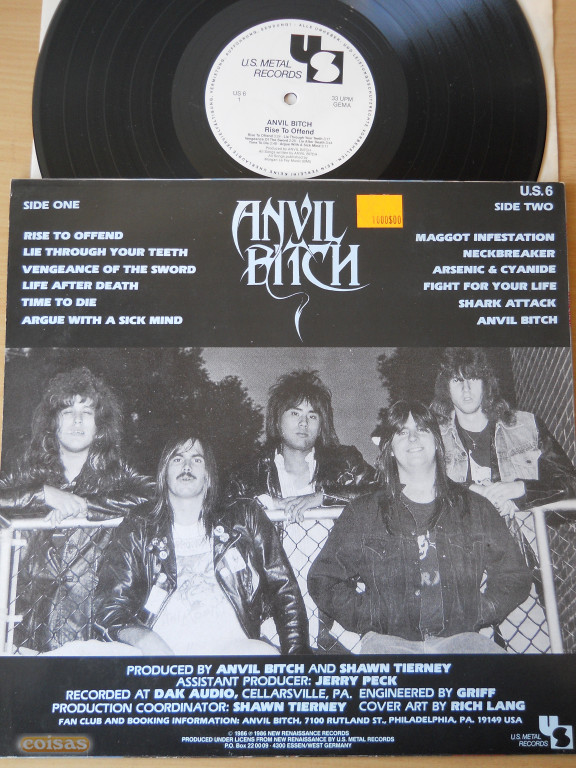 U.S. METAL
RECORDS
US
US 6
1
33 UPM
GEMA
ANVIL BITCH
Rise To Offend
U.S. 6
SIDE ONE
SIDE TWO
ANVIL
BITCH
1600$00
RISE TO OFFEND
LIE THROUGH YOUR TEETH
VENGEANCE OF THE SWORD
LIFE AFTER DEATH
TIME TO DIE
ARGUE WITH A SICK MIND
MAGGOT INFESTATION
NECKBREAKER
ARSENIC & CYANIDE
FIGHT FOR YOUR LIFE
SHARK ATTACK
ANVIL BITCH
PRODUCED BY ANVIL BITCH AND SHAWN TIERNEY
ASSISTANT PRODUCER: JERRY PECK
RECORDED AT DAK AUDIO, CELLARSVILLE, PA. ENGINEERED BY GRIFF
PRODUCTION COORDINATOR: SHAWN TIERNEY COVER ART BY RICH LANG
FAN CLUB AND BOOKING INFORMATION: ANVIL BITCH, 7100 RUTLAND ST., PHILADELPHIA, PA. 19149 USA
© 1986 ℗ 1986 NEW RENAISSANCE RECORDS
PRODUCED UNDER LICENS FROM NEW RENAISSANCE BY U.S. METAL RECORDS
P.O. BOX 22 00 09 - 4300 ESSEN/WEST GERMANY
U.S. METAL
RECORDS
US
coisas